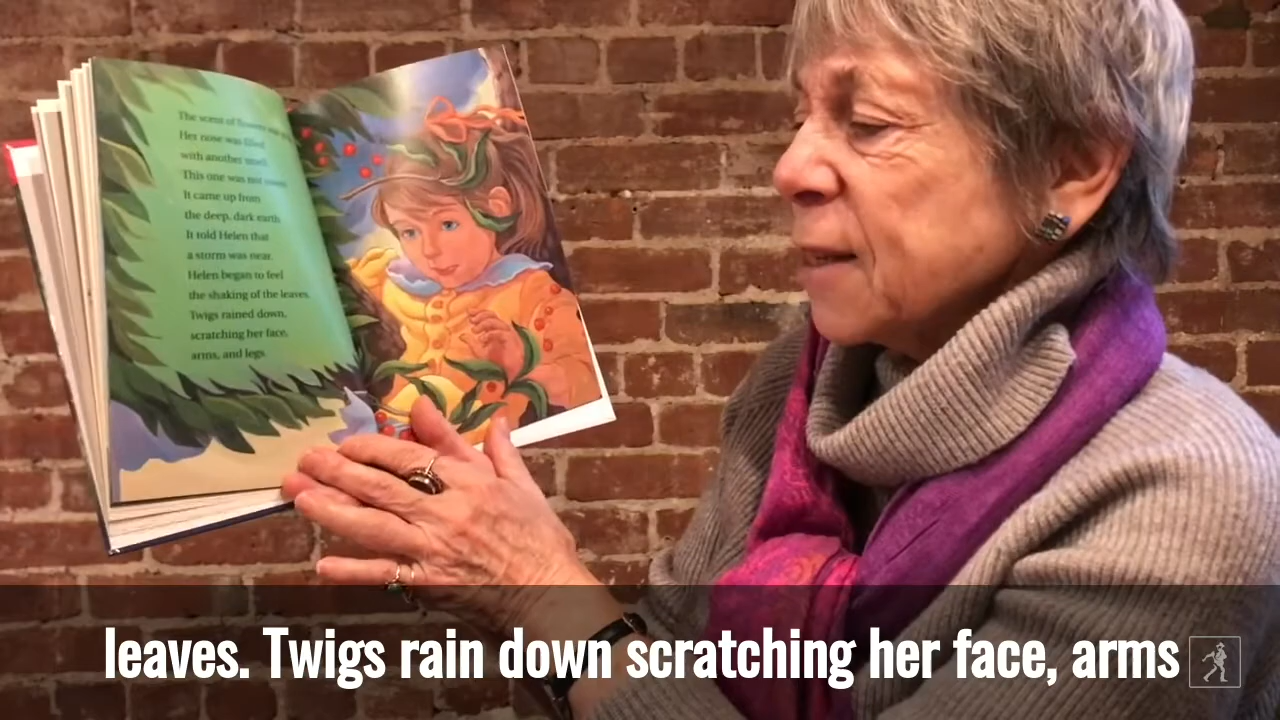 The scent of flowers
Her nose was filled
with another smell.
This one was not sweet.
It came up from
the deep, dark earth
It told Helen that
a storm was near.
Helen began to feel
the shaking of the leaves.
Twigs rained down,
scratching her face,
arms, and legs.
leaves. Twigs rain down scratching her face, arms